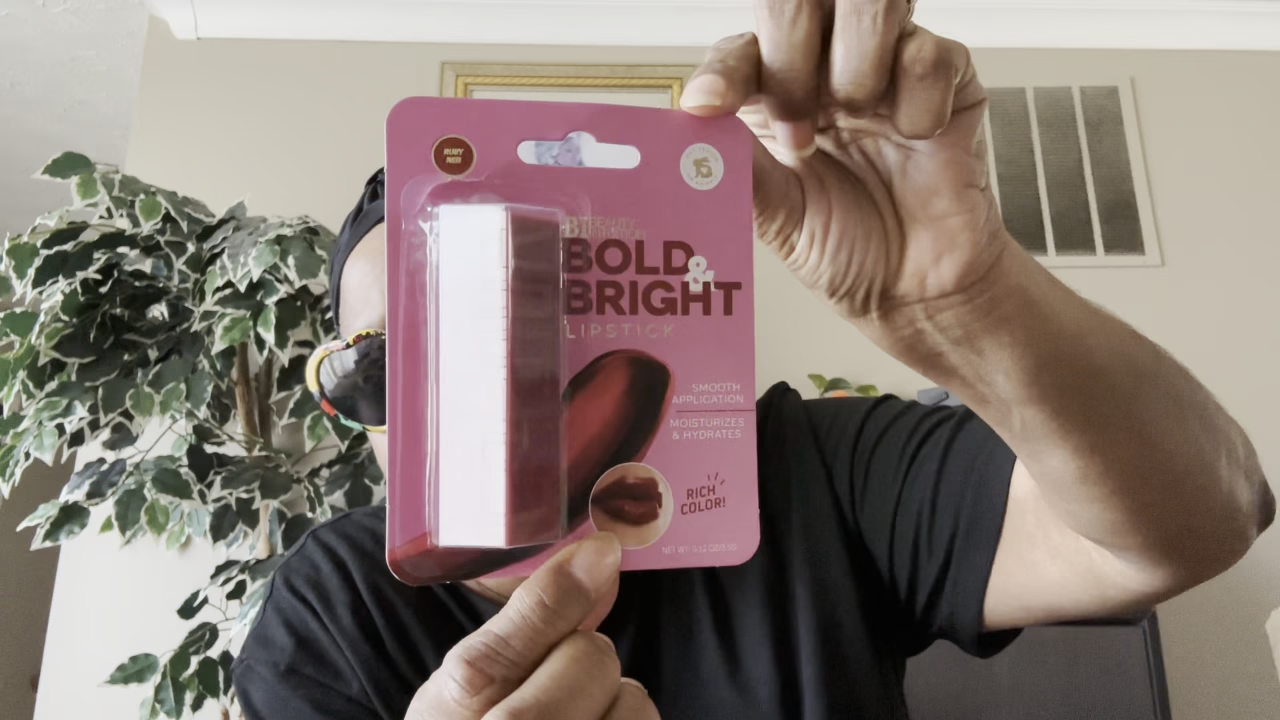 RUBY
RED
BOLD
&
BRIGHT
LIPSTICK
SMOOTH
APPLICATION
MOISTURIZES
& HYDRATES
RICH
COLOR!